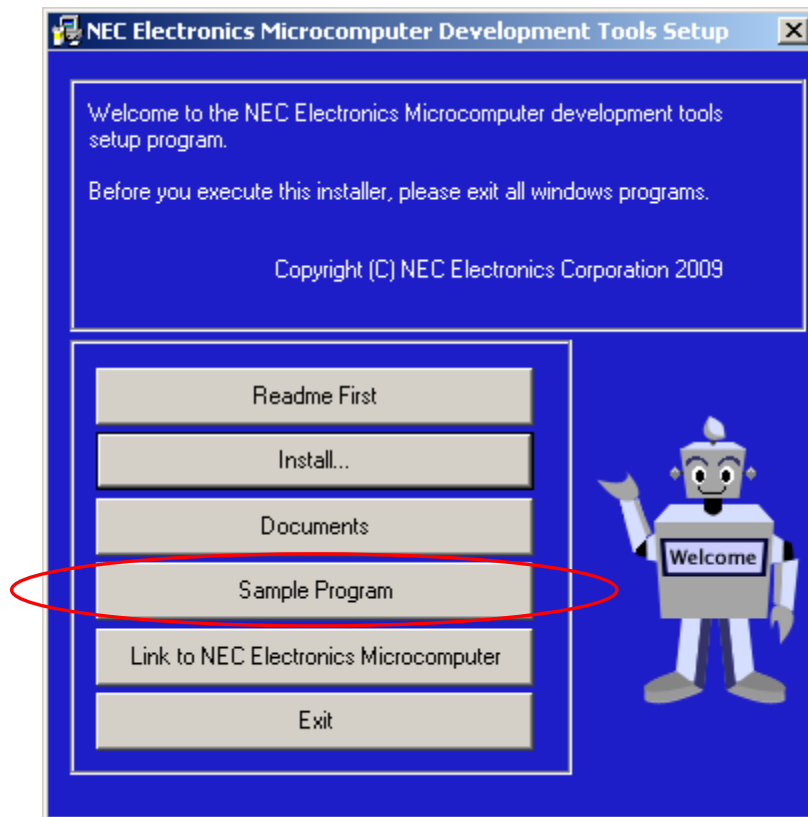 NEC Electronics Microcomputer Development Tools Setup
Welcome to the NEC Electronics Microcomputer development tools
setup program.
Before you execute this installer, please exit all windows programs.
Copyright (C) NEC Electronics Corporation 2009
Readme First
Install...
Documents
Sample Program
Link to NEC Electronics Microcomputer
Exit
Welcome